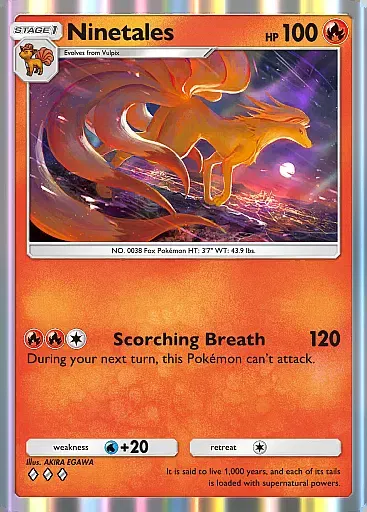 STAGE 1
Ninetales
HP 100
Evolves from Vulpix
NO. 0038 Fox Pokémon HT: 3'7" WT: 43.9 lbs.
Scorching Breath 120
During your next turn, this Pokémon can't attack.
weakness +20 retreat
Illus. AKIRA EGAWA
It is said to live 1,000 years, and each of its tails
is loaded with supernatural powers.